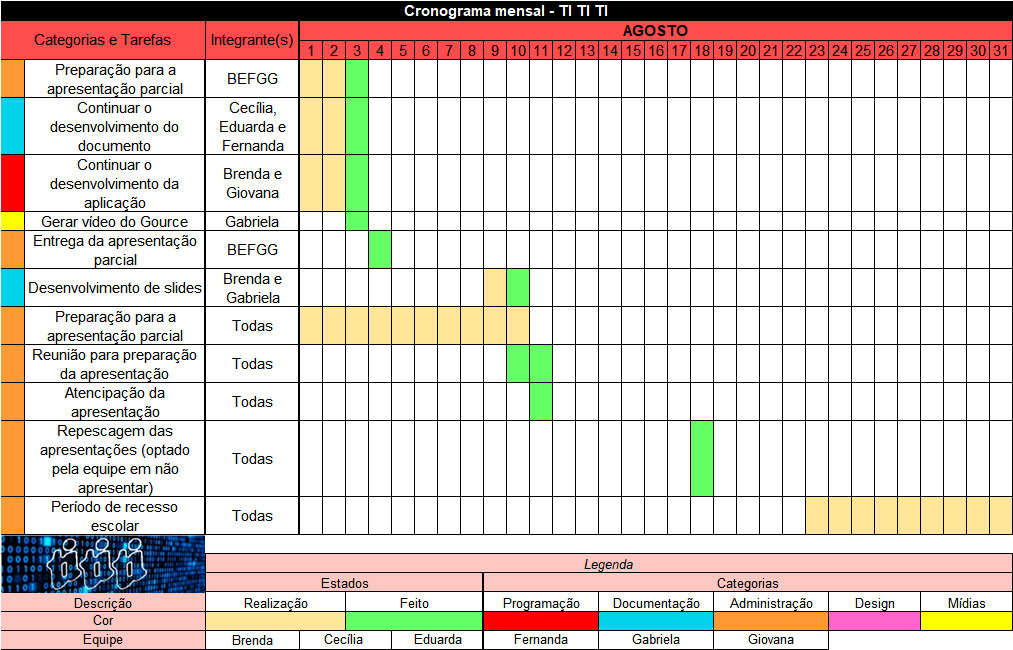 Cronograma mensal - TI TI TI
Categorias e Tarefas
Integrante(s)
AGOSTO
1 2 3 4 5 6 7 8 9 10 11 12 13 14 15 16 17 18 19 20 21 22 23 24 25 26 27 28 29 30 31
Preparação para a
apresentação parcial
BEFGG
Continuar o
desenvolvimento do
documento
Cecília,
Eduarda e
Fernanda
Continuar o
desenvolvimento da
aplicação
Brenda e
Giovana
Gerar vídeo do Gource
Gabriela
Entrega da apresentação
parcial
BEFGG
Desenvolvimento de slides
Brenda e
Gabriela
Preparação para a
apresentação parcial
Todas
Reunião para preparação
da apresentação
Todas
Atencipação da
apresentação
Todas
Repescagem das
apresentações (optado
pela equipe em não
apresentar)
Todas
Período de recesso
escolar
Todas
tititi
Legenda
Estados
Categorias
Descrição
Realização
Feito
Programação
Documentação
Administração
Design
Mídias
Cor
Equipe
Brenda
Cecília
Eduarda
Fernanda
Gabriela
Giovana